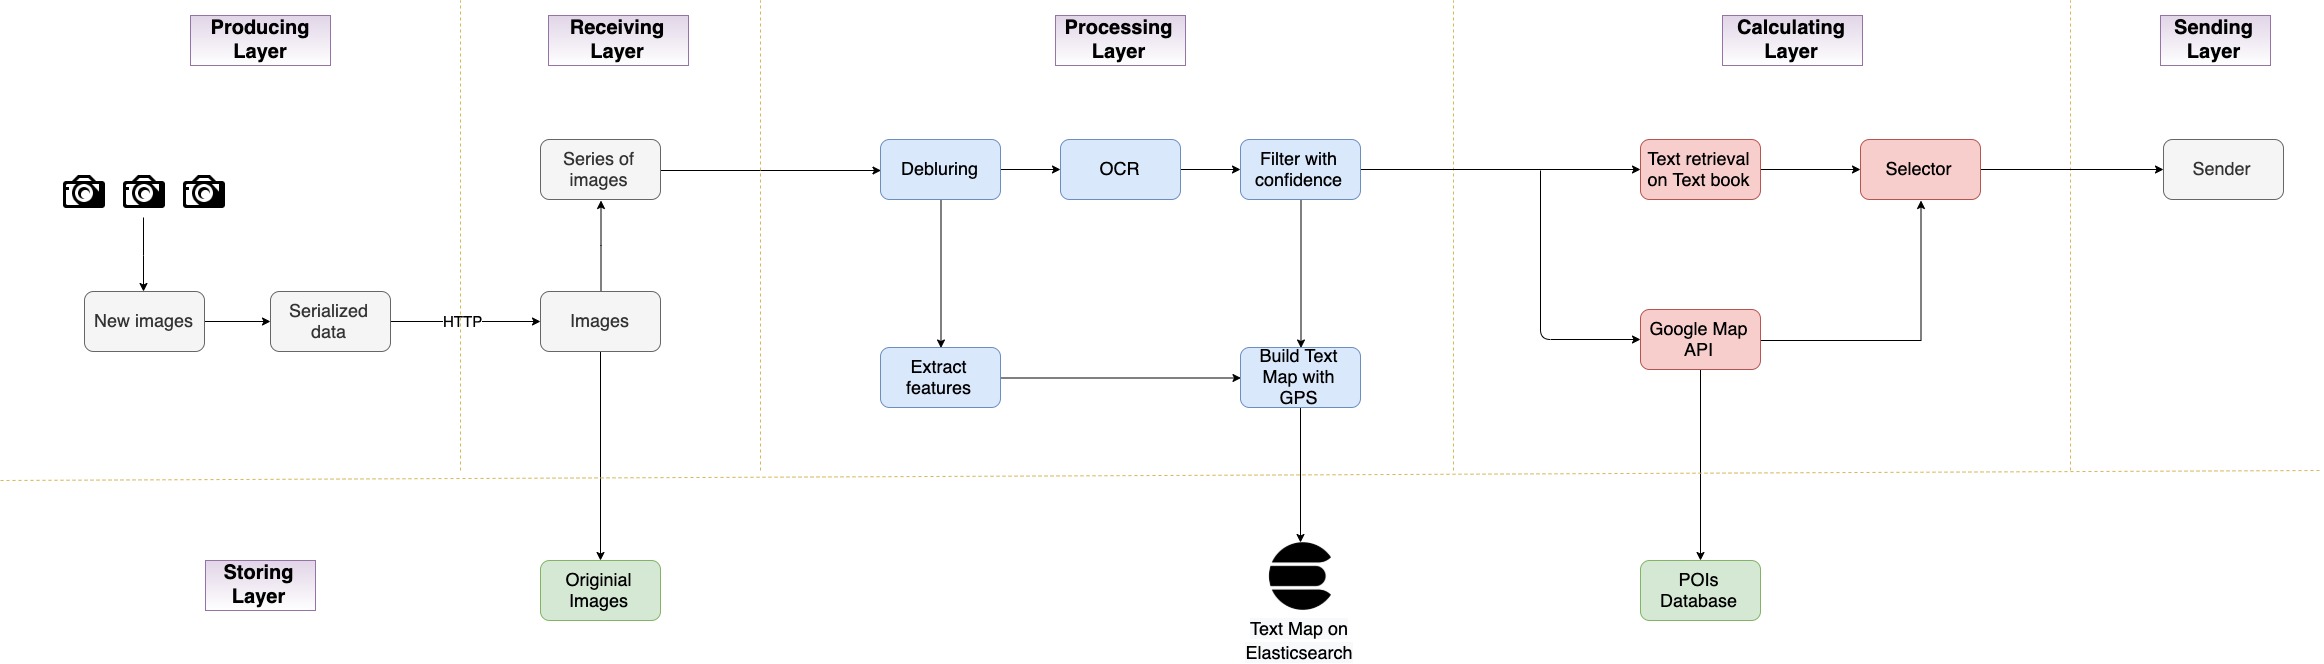 Producing
Layer
Receiving
Layer
Processing
Layer
Calculating
Layer
Sending
Layer
Series of
images
Debluring
OCR
Filter with
confidence
Text retrieval
on Text book
Selector
Sender
New images
Serialized
data
HTTP
Images
Extract
features
Build Text
Map with
GPS
Google Map
API
Storing
Layer
Originial
Images
Text Map on
Elasticsearch
POIs
Database